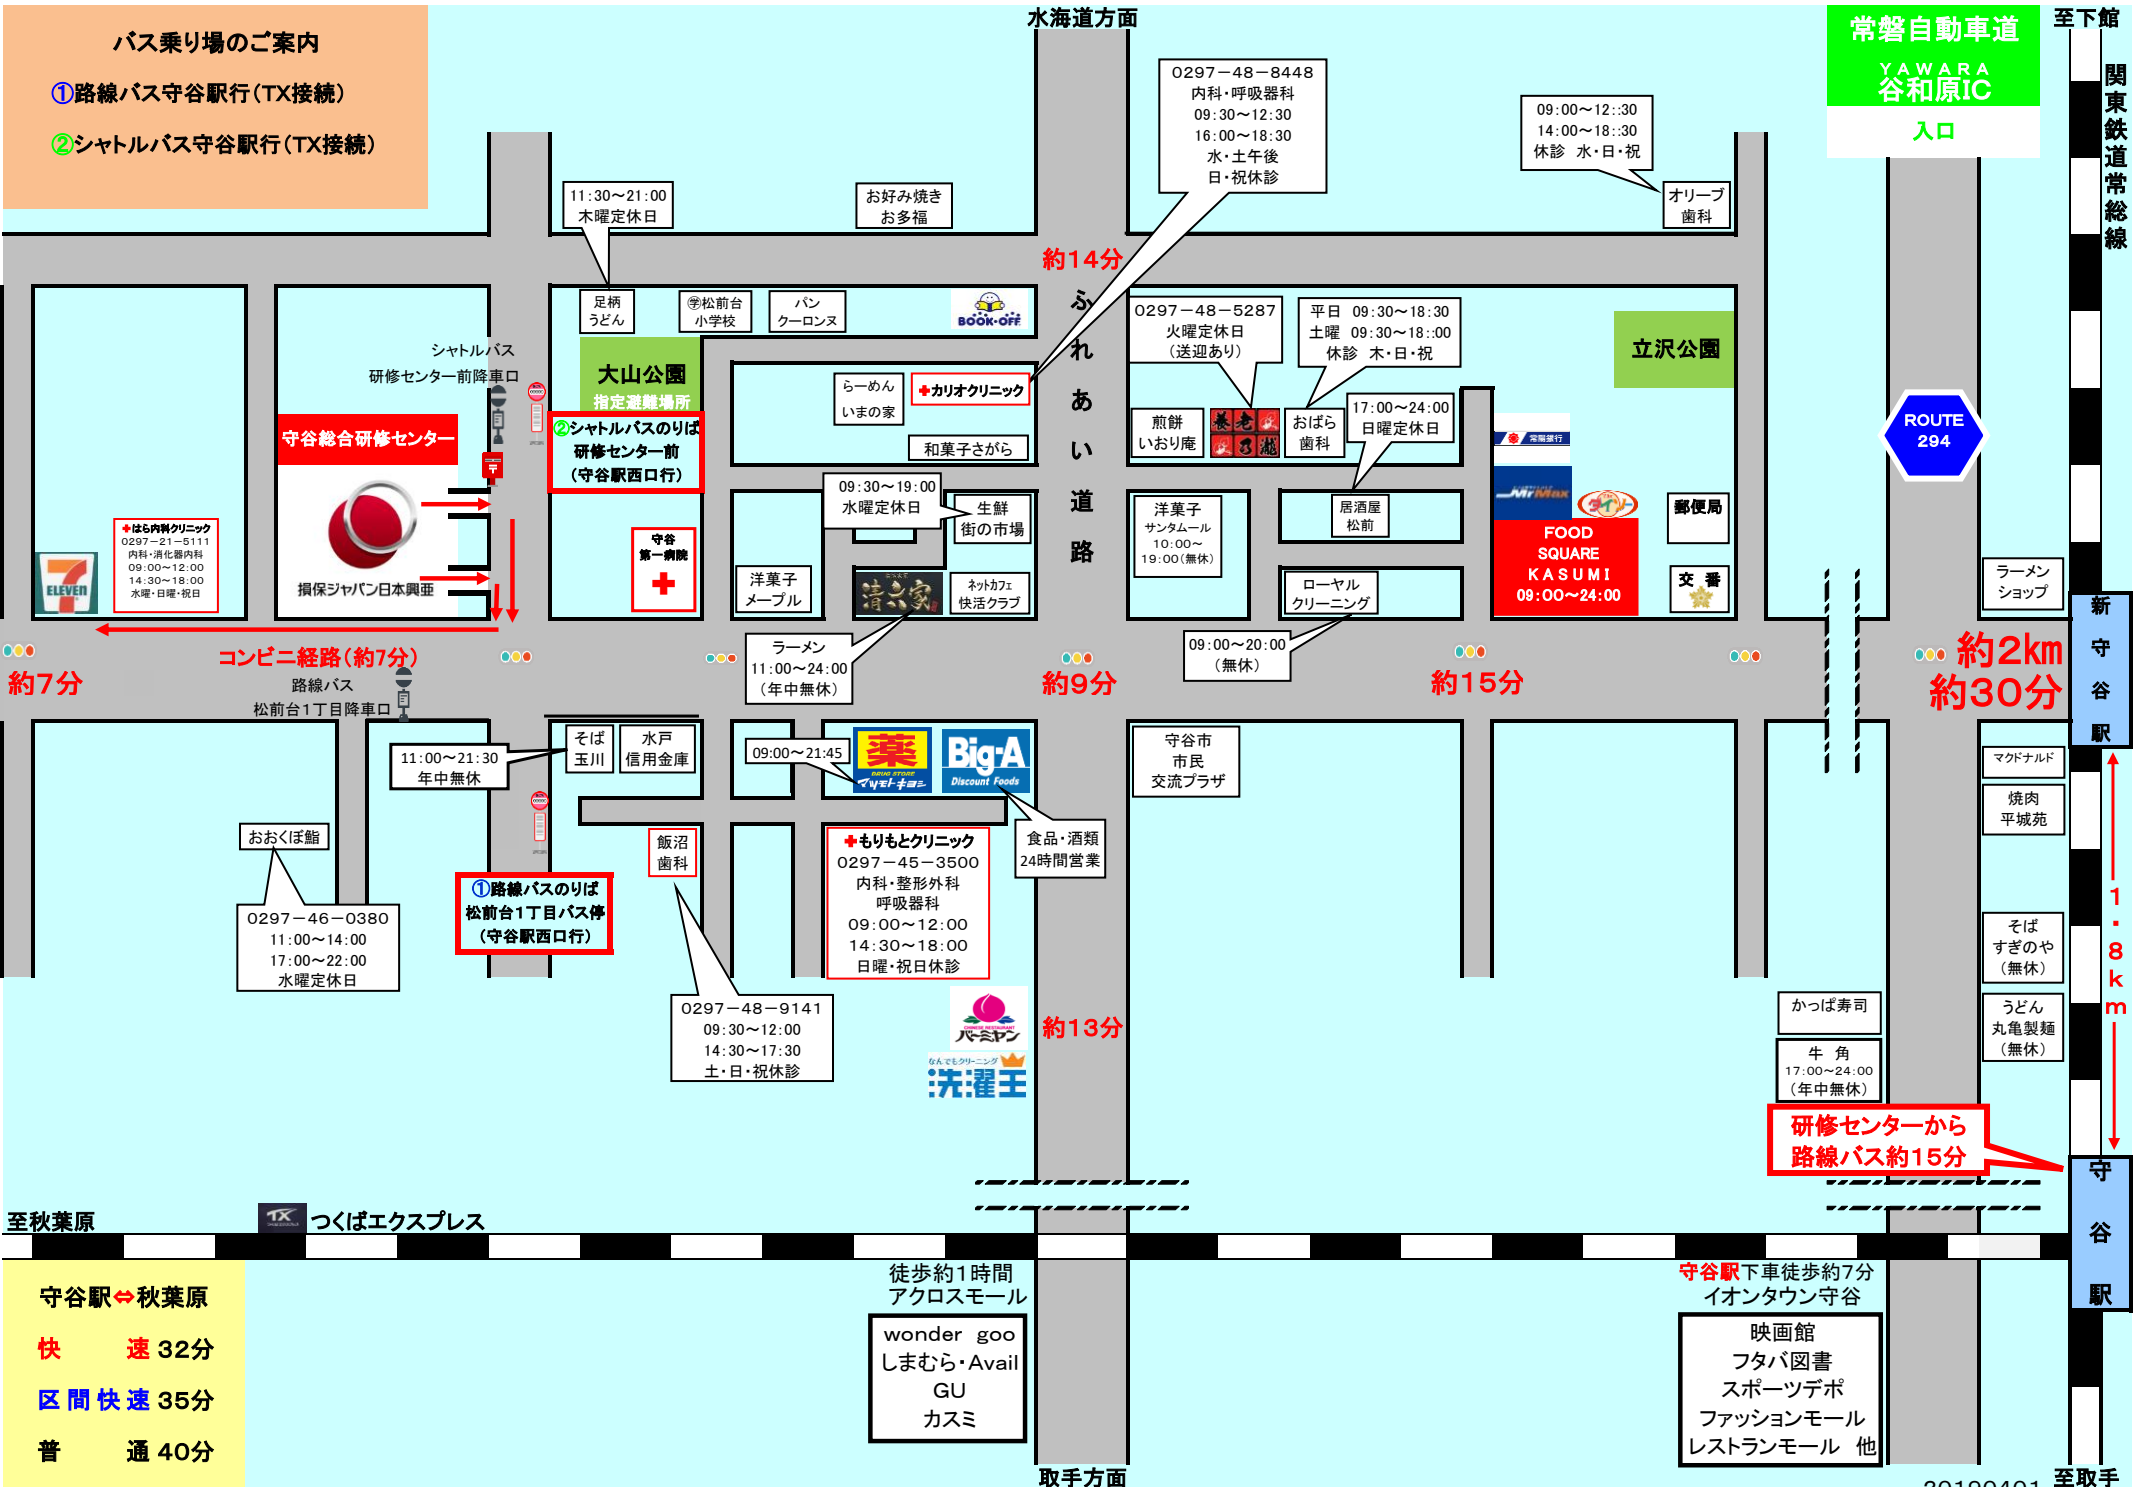 バス乗り場のご案内
①路線バス守谷駅行(TX接続)
②シャトルバス守谷駅行(TX接続)
水海道方面
常磐自動車道
YAWARA
谷和原IC
入口
至下館
関東鉄道常総線
0297-48-8448
内科・呼吸器科
09:30~12:30
16:00~18:30
水・土午後
日・祝休診
09:00~12::30
14:00~18::30
休診 水・日・祝
オリーブ
歯科
11:30~21:00
木曜定休日
お好み焼き
お多福
約14分
足柄
うどん
㊫松前台
小学校
パン
クーロンヌ
BOOK・OFF
ふれあい道路
0297-48-5287
火曜定休日
(送迎あり)
平日 09:30~18:30
土曜 09:30~18::00
休診 木・日・祝
立沢公園
シャトルバス
研修センター前降車口
大山公園
指定避難場所
らーめん
いまの家
カリオクリニック
和菓子さがら
煎餅
いおり庵
養老乃瀧
おばら
歯科
17:00~24:00
日曜定休日
常陽銀行
ROUTE
294
守谷総合研修センター
②シャトルバスのりば
研修センター前
(守谷駅西口行)
損保ジャパン日本興亜
はら内科クリニック
0297-21-5111
内科・消化器内科
09:00~12:00
14:30~18:00
水曜・日曜・祝日
ELEVEN
守谷
第一病院
09:30~19:00
水曜定休日
生鮮
街の市場
洋菓子
メープル
清六家
ネットカフェ
快活クラブ
洋菓子
サンタムール
10:00~
19:00(無休)
居酒屋
松前
ローヤル
クリーニング
MrMax
ダイソー
FOOD
SQUARE
KASUMI
09:00~24:00
郵便局
交番
ラーメン
ショップ
新守谷駅
コンビニ経路(約7分)
約7分
路線バス
松前台1丁目降車口
ラーメン
11:00~24:00
(年中無休)
約9分
09:00~20:00
(無休)
約15分
約2km
約30分
11:00~21:30
年中無休
そば
玉川
水戸
信用金庫
09:00~21:45
薬
DRUG STORE
マツモトキヨシ
Big-A
Discount Foods
守谷市
市民
交流プラザ
マクドナルド
焼肉
平城苑
おおくぼ鮨
0297-46-0380
11:00~14:00
17:00~22:00
水曜定休日
①路線バスのりば
松前台1丁目バス停
(守谷駅西口行)
飯沼
歯科
0297-48-9141
09:30~12:00
14:30~17:30
土・日・祝休診
もりもとクリニック
0297-45-3500
内科・整形外科
呼吸器科
09:00~12:00
14:30~18:00
日曜・祝日休診
食品・酒類
24時間営業
1・8km
そば
すぎのや
(無休)
かっぱ寿司
うどん
丸亀製麺
(無休)
牛角
17:00~24:00
(年中無休)
CHINESE RESTAURANT
バーミヤン
約13分
なんでもクリーニング
洗濯王
研修センターから
路線バス約15分
守谷駅
至秋葉原
TX
つくばエクスプレス
守谷駅⇔秋葉原
快速 32分
区間快速 35分
普通 40分
徒歩約1時間
アクロスモール
wonder goo
しまむら・Avail
GU
カスミ
守谷駅下車徒歩約7分
イオンタウン守谷
映画館
フタバ図書
スポーツデポ
ファッションモール
レストランモール 他
取手方面
20190401
至取手